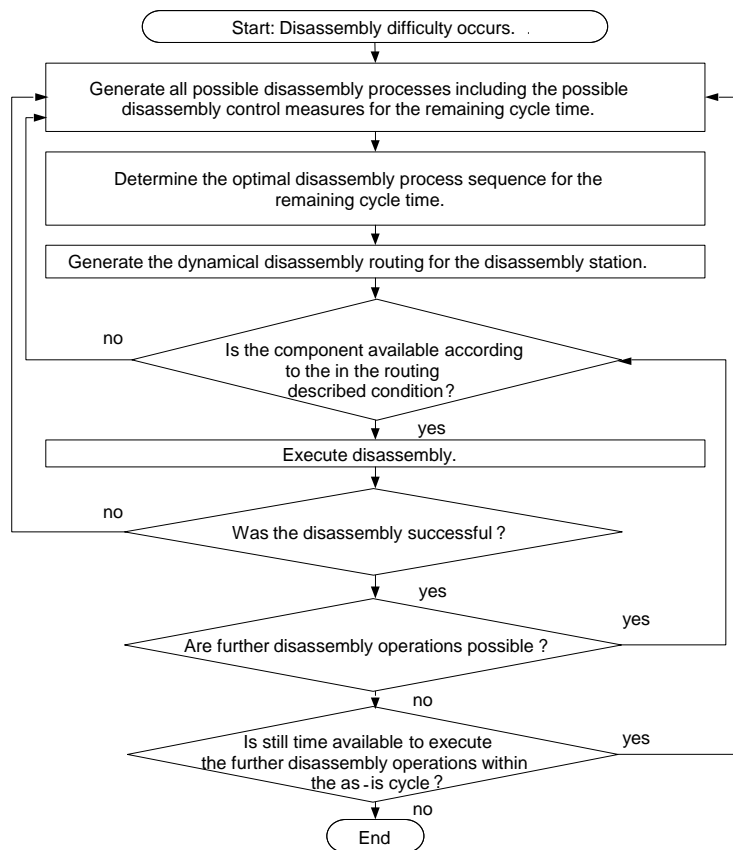 Start: Disassembly difficulty occurs. .
Generate all possible disassembly processes including the possible
disassembly control measures for the remaining cycle time.
Determine the optimal disassembly process sequence for the
remaining cycle time.
Generate the dynamical disassembly routing for the disassembly station.
no
Is the component available according
to the in the routing
described condition?
yes
Execute disassembly.
no
Was the disassembly successful?
yes
Are further disassembly operations possible?
yes
no
Is still time available to execute
the further disassembly operations within
the as-is cycle?
yes
no
End